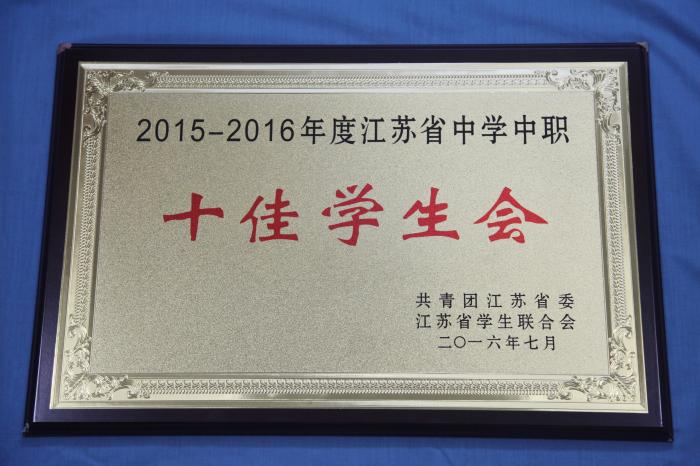 2015-2016年度江苏省中学中职
十佳学生会
共青团江苏省委
江苏省学生联合会
二〇一六年七月